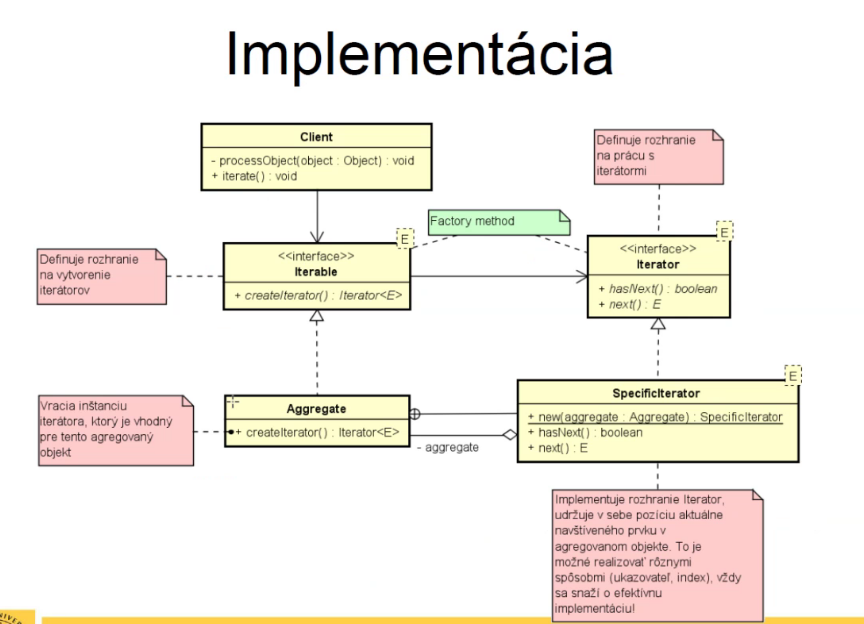 Implementácia
Client
- processObject(object : Object) : void
+ iterate() : void
Definuje rozhranie
na prácu s
iterátormi
Factory method
E
E
Definuje rozhranie
na vytvorenie
iterátorov
<<interface>>
Iterable
+ createIterator() : Iterator<E>
<<interface>>
Iterator
+ hasNext() : boolean
+ next() : E
E
Vracia inštanciu
iterátora, ktorý je vhodný
pre tento agregovaný
objekt
Aggregate
+ createIterator() : Iterator<E>
- aggregate
SpecificIterator
+ new(aggregate : Aggregate) : SpecificIterator
+ hasNext() : boolean
+ next() : E
Implementuje rozhranie Iterator,
udržuje v sebe pozíciu aktuálne
navštíveného prvku v
agregovanom objekte. To je
možné realizovať rôznymi
spôsobmi (ukazovateľ, index), vždy
sa snaží o efektívnu
implementáciu!